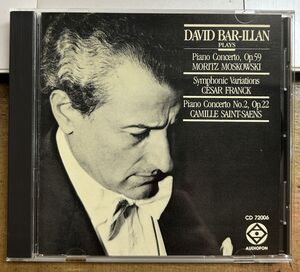 DAVID BAR-ILLAN
PLAYS
Piano Concerto, Op.59
MORITZ MOSKOWSKI
Symphonic Variations
CÉSAR FRANCK
Piano Concerto No.2, Op.22
CAMILLE SAINT-SAENS
CD 72006
AUDIOFON